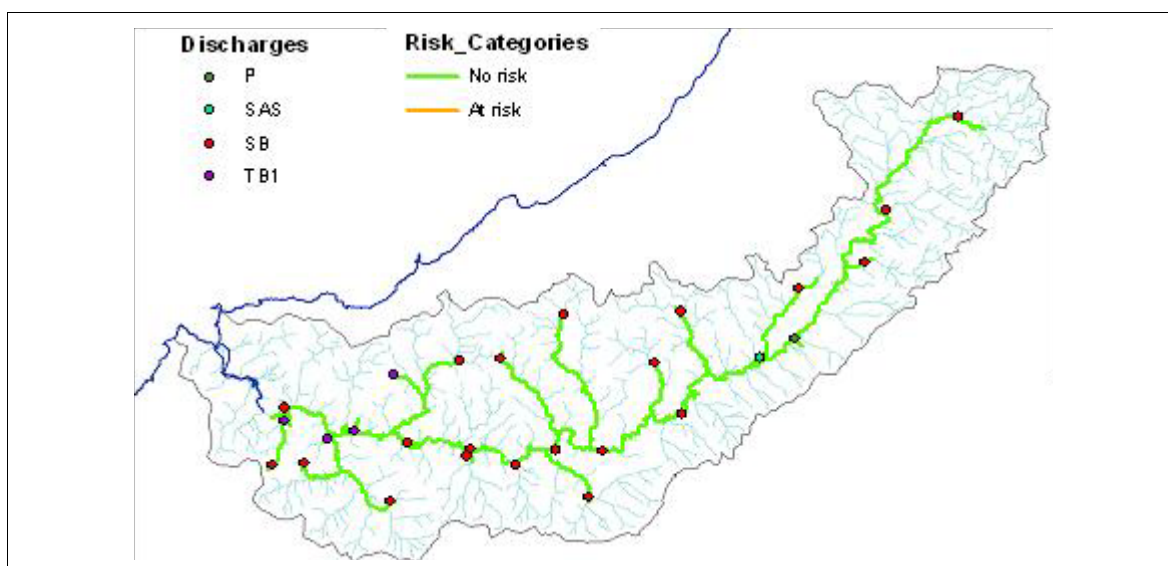 Discharges
P
SAS
SB
TB1
Risk_Categories
No risk
At risk